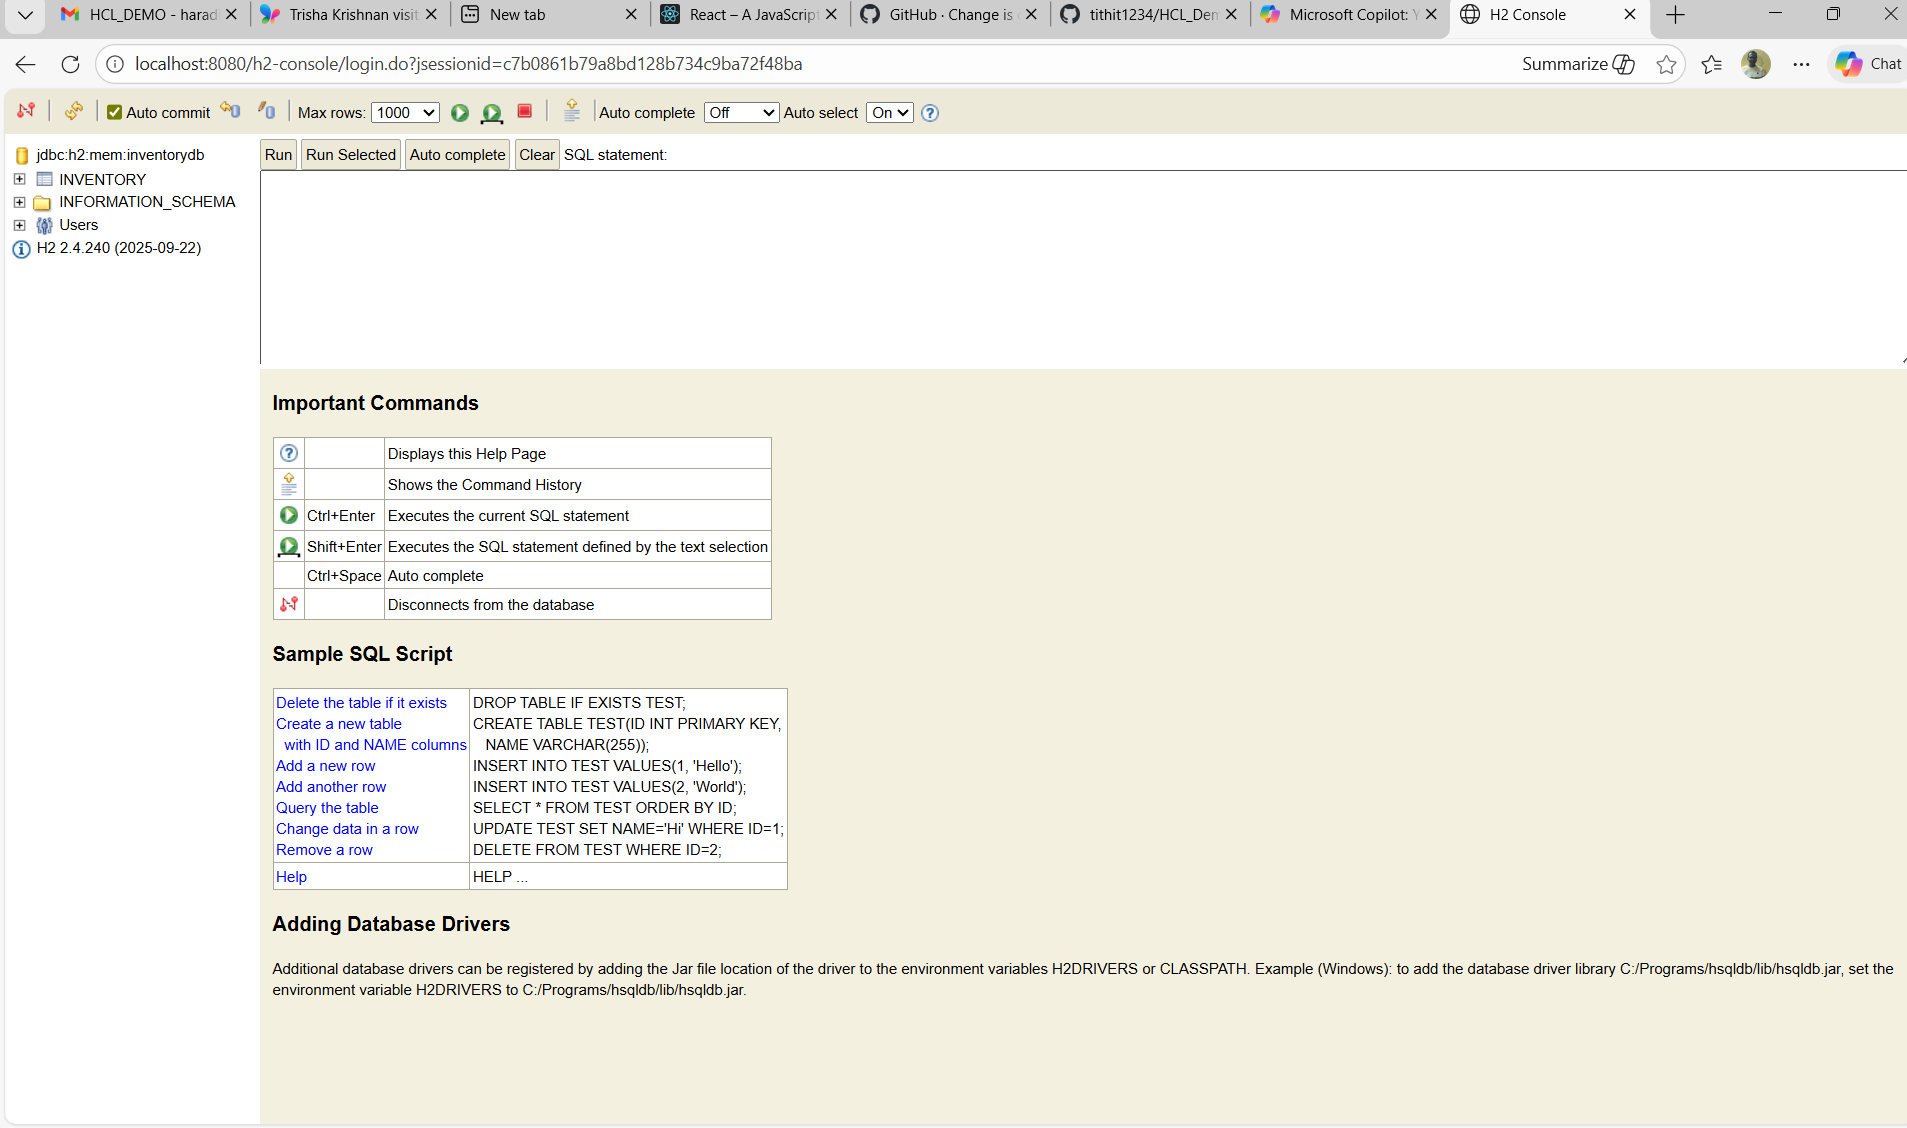 HCL_DEMO - harad
Trisha Krishnan visit
New tab
React – A JavaScript
GitHub · Change is
tithit1234/HCL_Dem
Microsoft Copilot: Y
H2 Console
localhost:8080/h2-console/login.do?jsessionid=c7b0861b79a8bd128b734c9ba72f48ba
Summarize
Chat
Auto commit
Max rows: 1000
Auto complete Off
Auto select On
jdbc:h2:mem:inventorydb
INVENTORY
INFORMATION_SCHEMA
Users
H2 2.4.240 (2025-09-22)
Run Run Selected Auto complete Clear SQL statement:
Important Commands
Displays this Help Page
Shows the Command History
Ctrl+Enter Executes the current SQL statement
Shift+Enter Executes the SQL statement defined by the text selection
Ctrl+Space Auto complete
Disconnects from the database
Sample SQL Script
Delete the table if it exists DROP TABLE IF EXISTS TEST;
Create a new table CREATE TABLE TEST(ID INT PRIMARY KEY,
with ID and NAME columns NAME VARCHAR(255));
Add a new row INSERT INTO TEST VALUES(1, 'Hello');
Add another row INSERT INTO TEST VALUES(2, 'World');
Query the table SELECT * FROM TEST ORDER BY ID;
Change data in a row UPDATE TEST SET NAME='Hi' WHERE ID=1;
Remove a row DELETE FROM TEST WHERE ID=2;
Help HELP ...
Adding Database Drivers
Additional database drivers can be registered by adding the Jar file location of the driver to the environment variables H2DRIVERS or CLASSPATH. Example (Windows): to add the database driver library C:/Programs/hsqldb/lib/hsqldb.jar, set the
environment variable H2DRIVERS to C:/Programs/hsqldb/lib/hsqldb.jar.